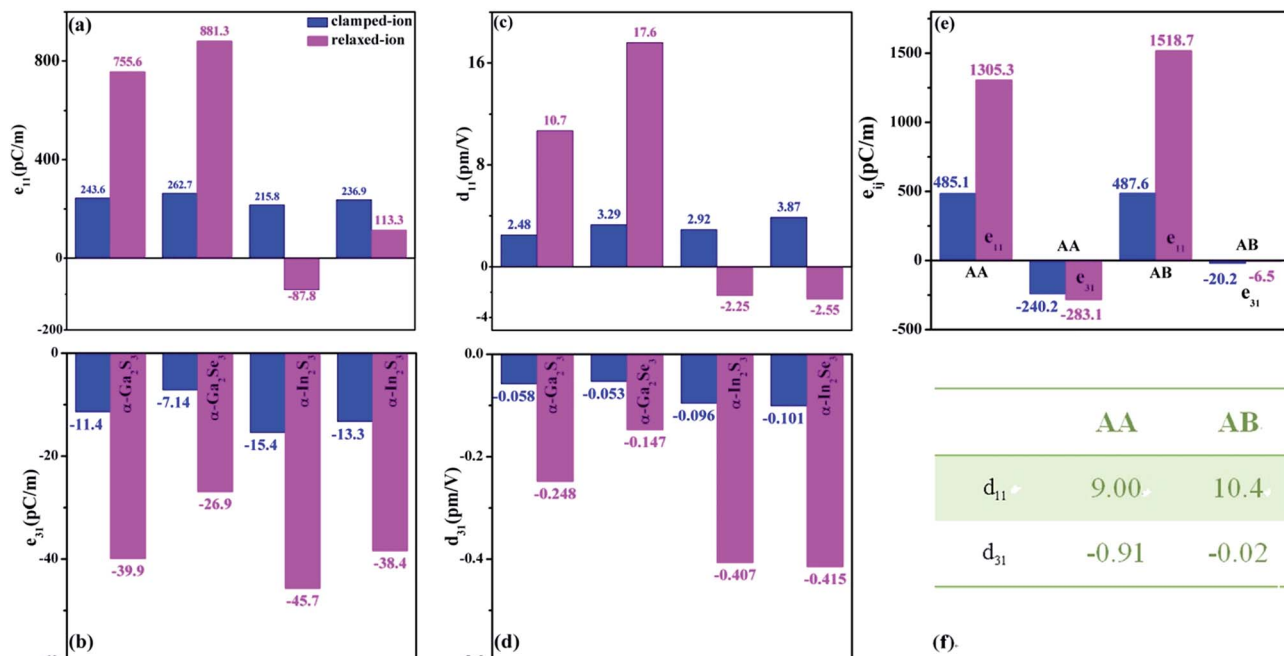 (a)
clamped-ion
relaxed-ion
e11(pC/m)
800
400
0
-200
243.6
755.6
262.7
881.3
215.8
-87.8
236.9
113.3
(b)
e31(pC/m)
0
-20
-40
α-Ga2S3
α-Ga2Se3
α-In2S3
α-In2S3
-11.4
-39.9
-7.14
-26.9
-15.4
-45.7
-13.3
-38.4
(c)
d11(pm/V)
16
8
0
-4
2.48
10.7
3.29
17.6
2.92
-2.25
3.87
-2.55
(d)
d31(pm/V)
0.0
-0.2
-0.4
α-Ga2S3
α-Ga2Se3
α-In2S3
α-In2Se3
-0.058
-0.248
-0.053
-0.147
-0.096
-0.407
-0.101
-0.415
(e)
eij(pC/m)
1500
1000
500
0
-500
485.1
1305.3
e11
AA
AA
e31
-240.2
-283.1
487.6
1518.7
e11
AB
AB
-20.2
-6.5
e31
AA AB
d11 9.00 10.4
d31 -0.91 -0.02
(f)